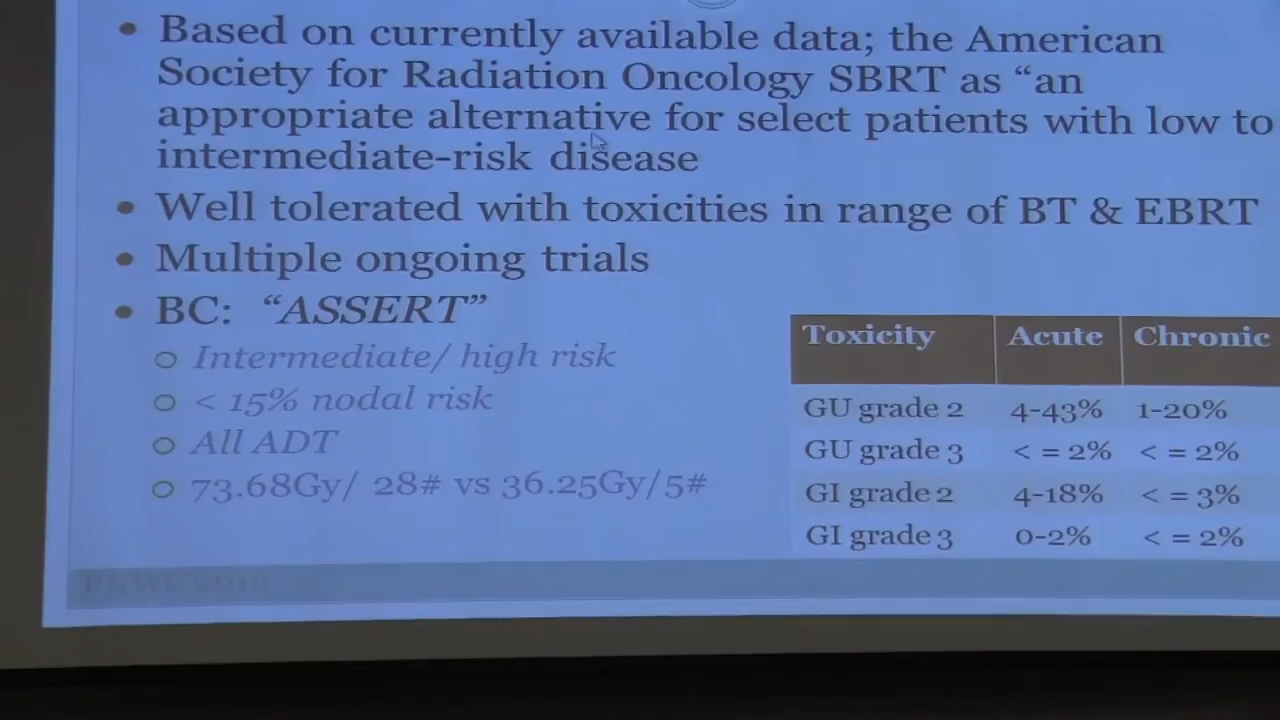 • Based on currently available data; the American
Society for Radiation Oncology SBRT as “an
appropriate alternative for select patients with low to
intermediate-risk disease
• Well tolerated with toxicities in range of BT & EBRT
• Multiple ongoing trials
• BC: “ASSERT”
○ Intermediate/ high risk
○ < 15% nodal risk
○ All ADT
○ 73.68Gy/ 28# vs 36.25Gy/5#
Toxicity Acute Chronic
GU grade 2 4-43% 1-20%
GU grade 3 < = 2% < = 2%
GI grade 2 4-18% < = 3%
GI grade 3 0-2% < = 2%